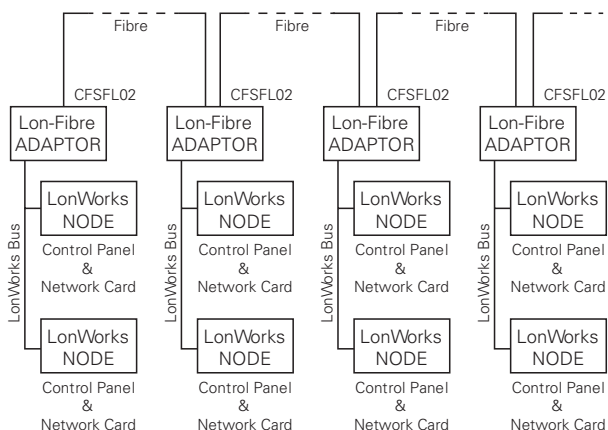 Fibre
Fibre
Fibre
CFSFL02
CFSFL02
CFSFL02
CFSFL02
Lon-Fibre
ADAPTOR
Lon-Fibre
ADAPTOR
Lon-Fibre
ADAPTOR
Lon-Fibre
ADAPTOR
LonWorks Bus
LonWorks
NODE
Control Panel
&
Network Card
LonWorks
NODE
Control Panel
&
Network Card
LonWorks Bus
LonWorks
NODE
Control Panel
&
Network Card
LonWorks
NODE
Control Panel
&
Network Card
LonWorks Bus
LonWorks
NODE
Control Panel
&
Network Card
LonWorks
NODE
Control Panel
&
Network Card
LonWorks Bus
LonWorks
NODE
Control Panel
&
Network Card
LonWorks
NODE
Control Panel
&
Network Card